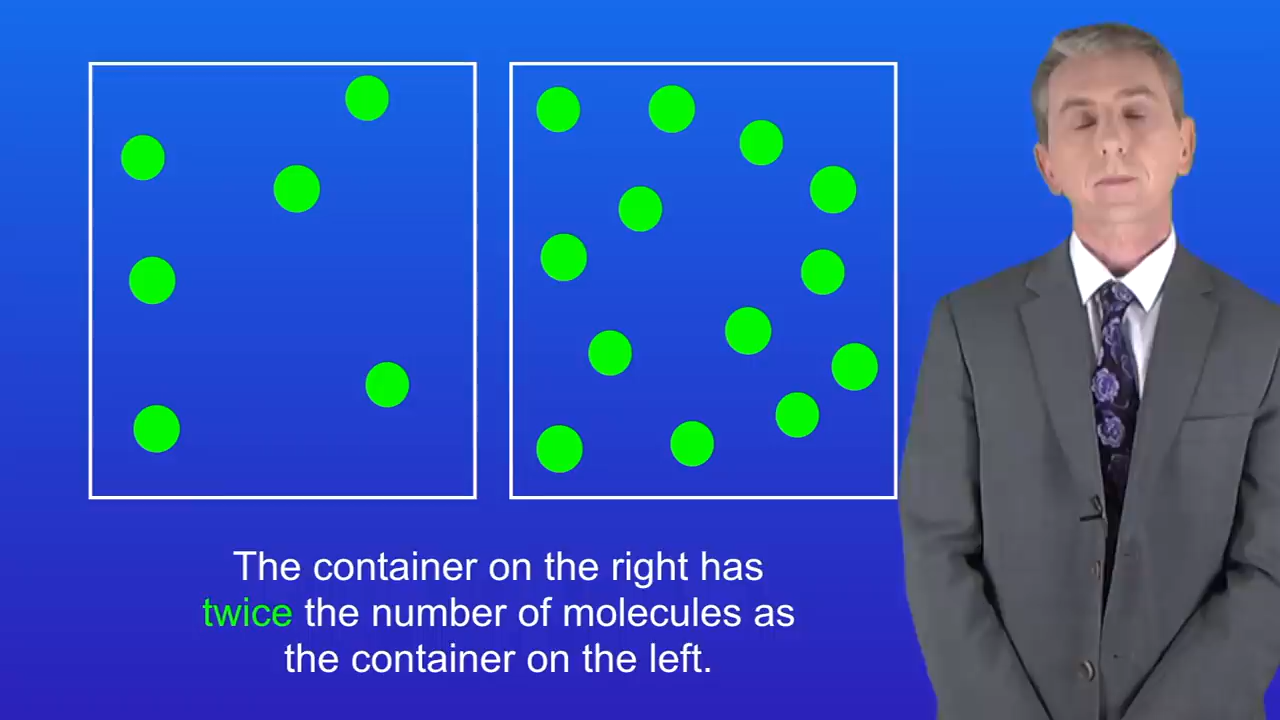 The container on the right has
twice the number of molecules as
the container on the left.